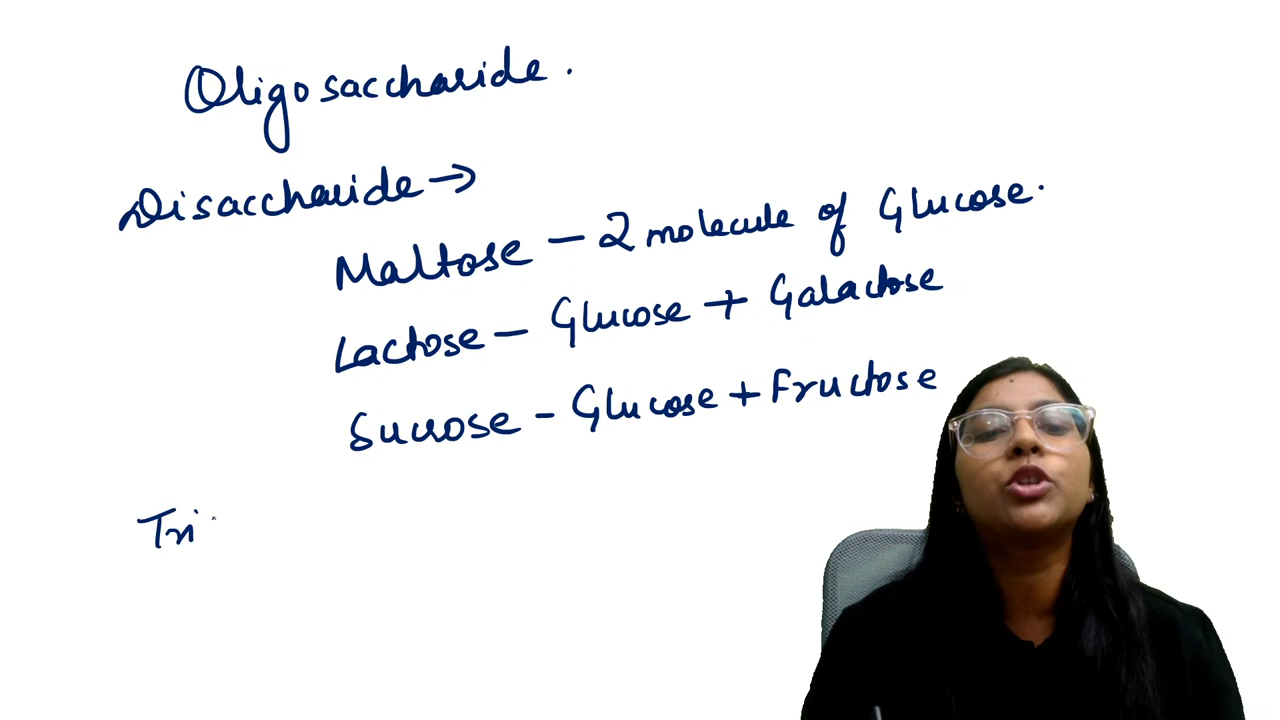 Oligosaccharide.
Disaccharide →
Maltose – 2 molecule of Glucose.
Lactose – Glucose + Galactose
Sucrose - Glucose + Fructose
Tri